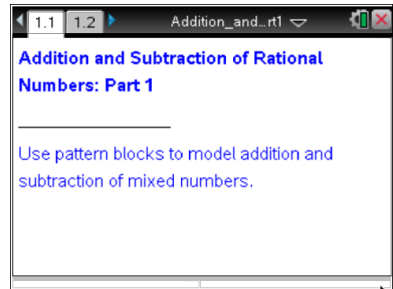 1.1 1.2 Addition_and...rt1
Addition and Subtraction of Rational
Numbers: Part 1
Use pattern blocks to model addition and
subtraction of mixed numbers.